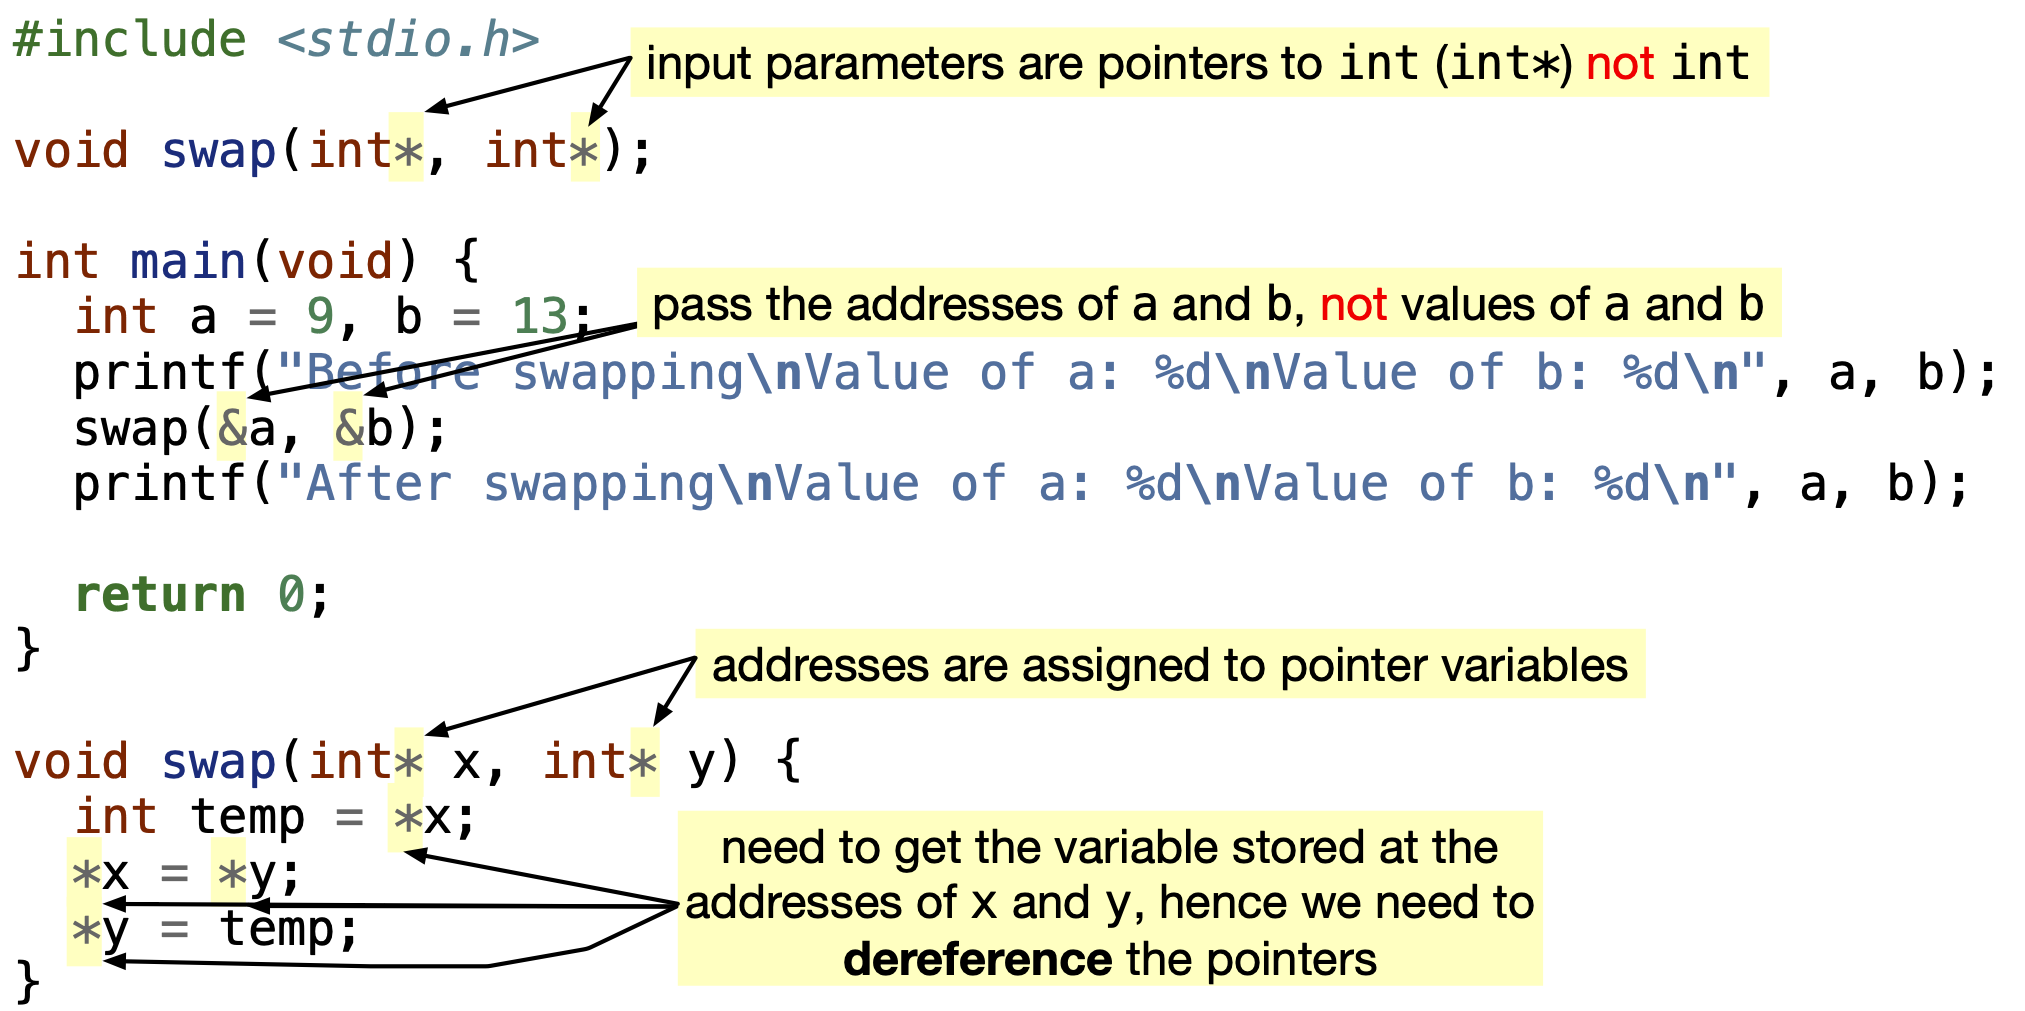 #include <stdio.h>
input parameters are pointers to int (int*) not int
void swap(int*, int*);
int main(void) {
int a = 9, b = 13;
pass the addresses of a and b, not values of a and b
printf("Before swapping\nValue of a: %d\nValue of b: %d\n", a, b);
swap(&a, &b);
printf("After swapping\nValue of a: %d\nValue of b: %d\n", a, b);
return 0;
}
addresses are assigned to pointer variables
void swap(int* x, int* y) {
int temp = *x;
*x = *y;
*y = temp;
}
need to get the variable stored at the
addresses of x and y, hence we need to
dereference the pointers